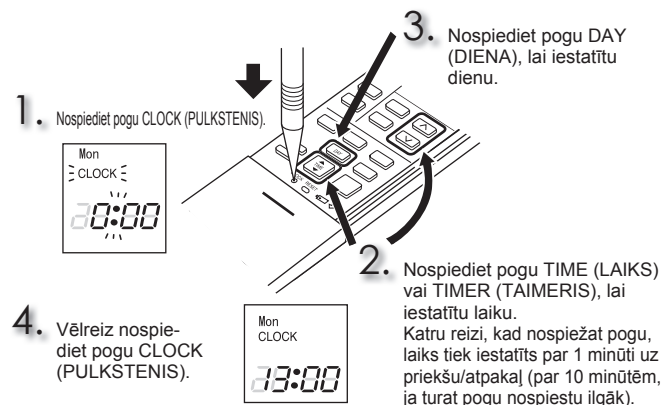 1. Nospiediet pogu CLOCK (PULKSTENIS).
Mon
CLOCK
0:00
2. Nospiediet pogu TIME (LAIKS)
vai TIMER (TAIMERIS), lai
iestatītu laiku.
Katru reizi, kad nospiežat pogu,
laiks tiek iestatīts par 1 minūti uz
priekšu/atpakaļ (par 10 minūtēm,
ja turat pogu nospiestu ilgāk).
3. Nospiediet pogu DAY
(DIENA), lai iestatītu
dienu.
4. Vēlreiz nospie-
diet pogu CLOCK
(PULKSTENIS).
Mon
CLOCK
13:00